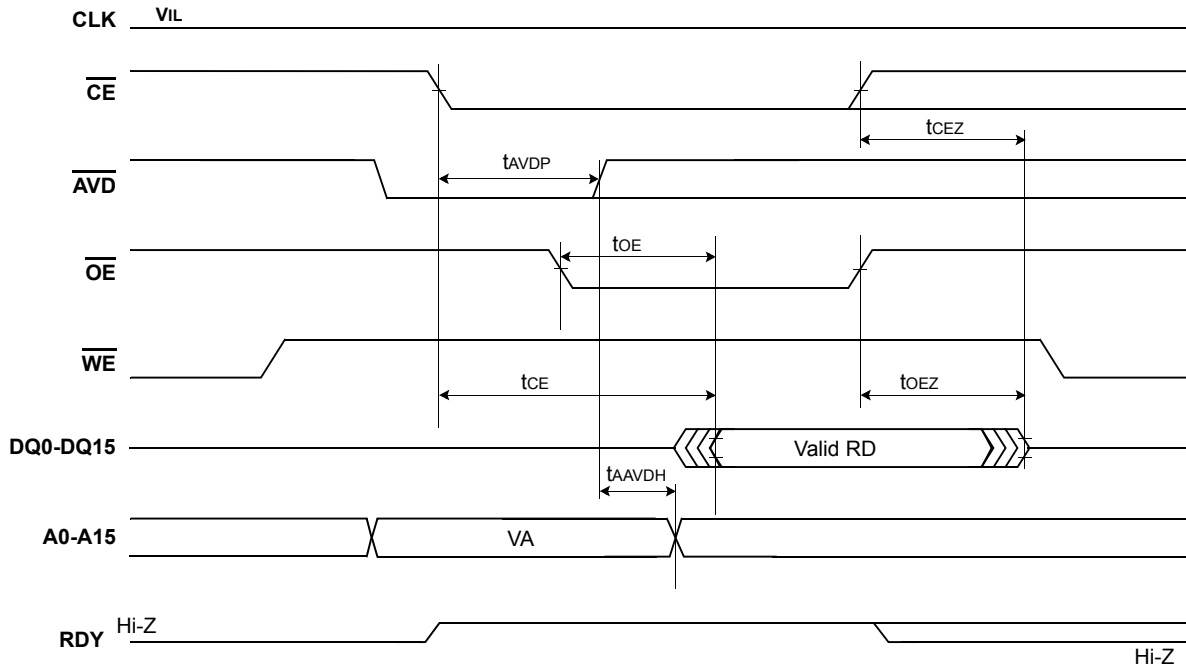 CLK VIL
CE
tCEZ
AVD tAVDP
OE tOE
WE
tCE tOEZ
DQ0-DQ15 Valid RD
tAAVDH
A0-A15 VA
RDY Hi-Z
Hi-Z